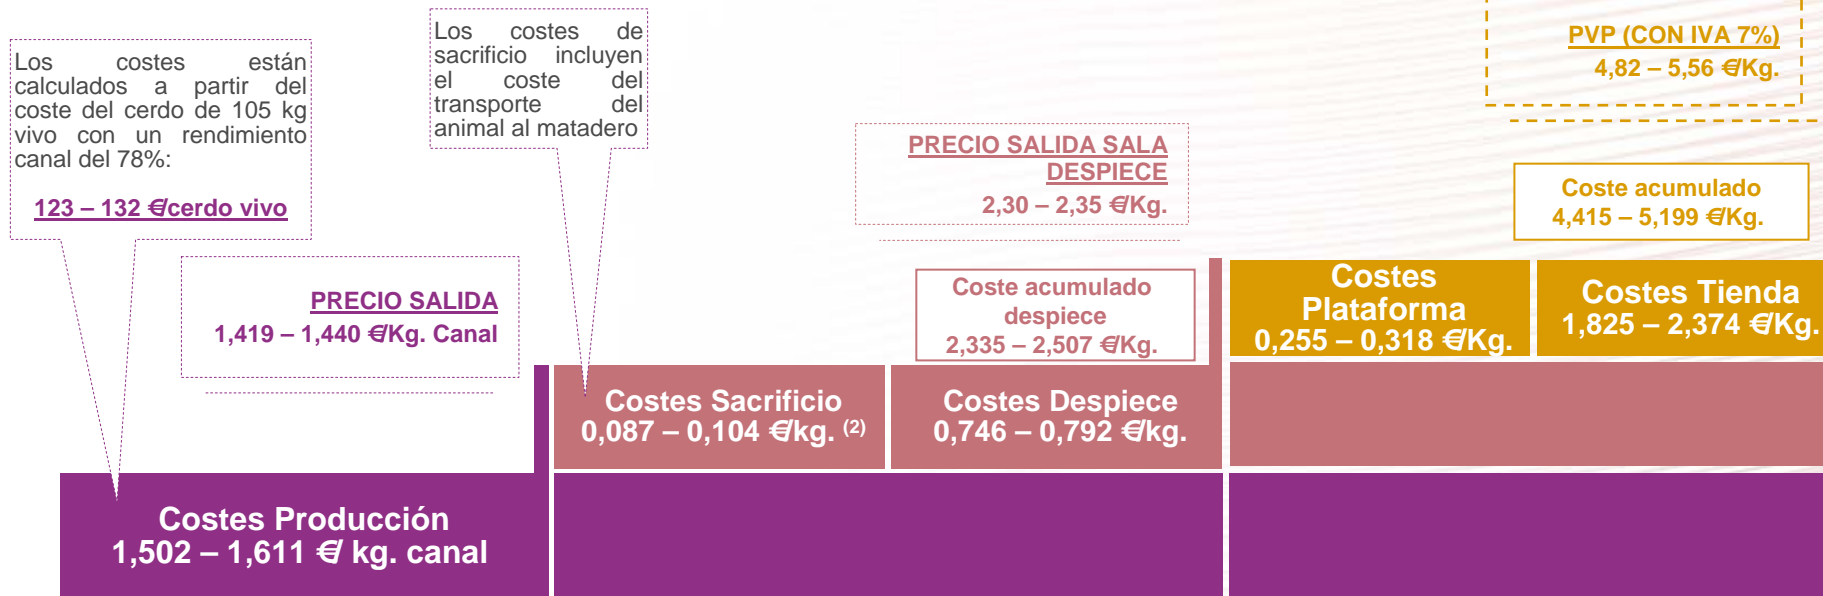 Los costes están
calculados a partir del
coste del cerdo de 105 kg
vivo con un rendimiento
canal del 78%:
123 – 132 €/cerdo vivo
Los costes de
sacrificio incluyen
el coste del
transporte del
animal al matadero
PVP (CON IVA 7%)
4,82 – 5,56 €/Kg.
PRECIO SALIDA SALA
DESPIECE
2,30 – 2,35 €/Kg.
Coste acumulado
4,415 – 5,199 €/Kg.
PRECIO SALIDA
1,419 – 1,440 €/Kg. Canal
Coste acumulado
despiece
2,335 – 2,507 €/Kg.
Costes
Plataforma
0,255 – 0,318 €/Kg.
Costes Tienda
1,825 – 2,374 €/Kg.
Costes Sacrificio
0,087 – 0,104 €/kg. (2)
Costes Despiece
0,746 – 0,792 €/kg.
Costes Producción
1,502 – 1,611 €/ kg. canal